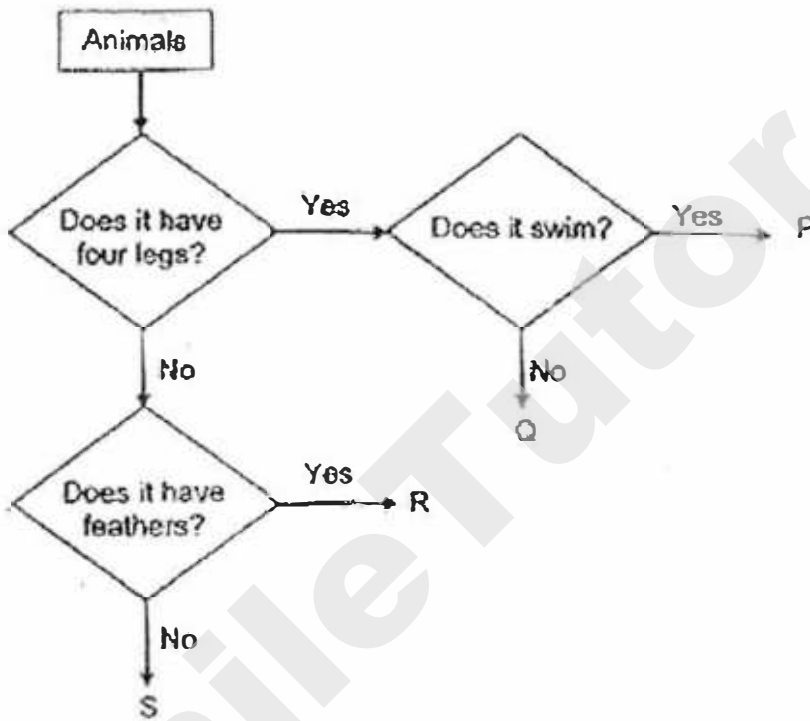 Animals
Does it have
four legs?
Yes
Does it swim?
Yes
P
No
No
Q
Does it have
feathers?
Yes
R
No
S
ileTutor